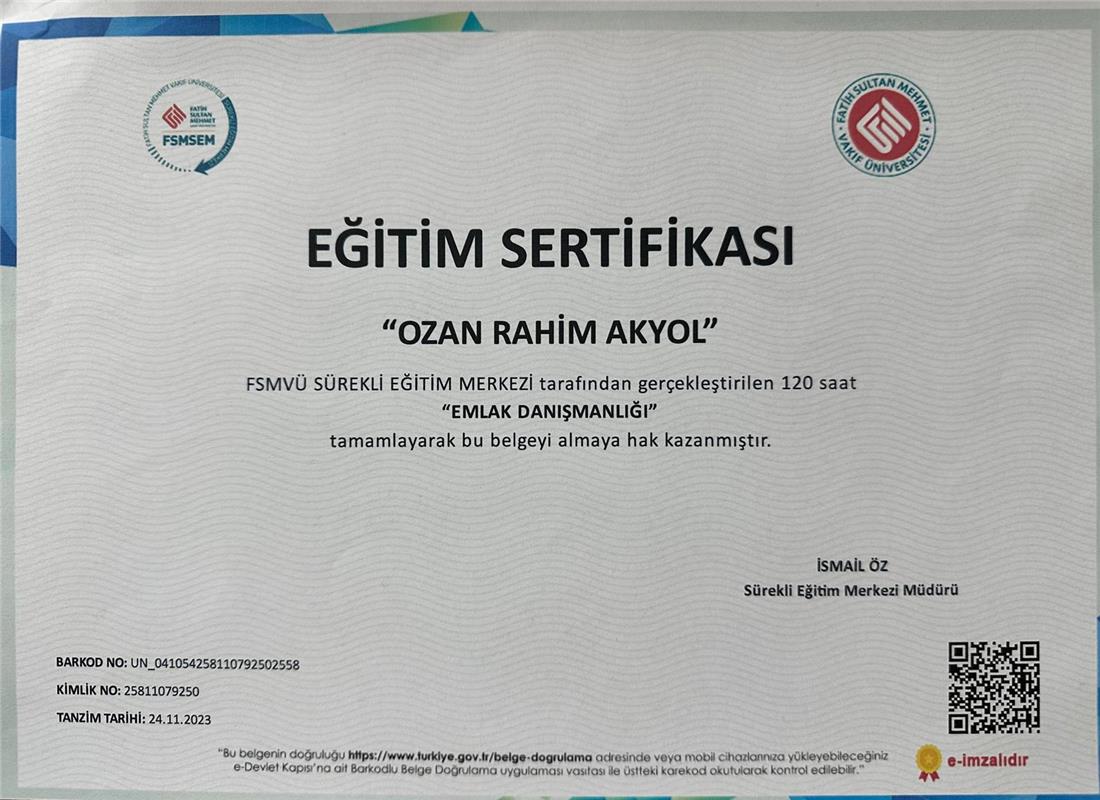 FATİH SULTAN MEHMET VAKIF ÜNİVERSİTESİ
FATİH
SULTAN
MEHMET
FSMSEM
FATİH SULTAN MEHMET
VAKIF ÜNİVERSİTESİ
EĞİTİM SERTİFİKASI
“OZAN RAHİM AKYOL”
FSMVÜ SÜREKLİ EĞİTİM MERKEZİ tarafından gerçekleştirilen 120 saat
“EMLAK DANIŞMANLIĞI”
tamamlayarak bu belgeyi almaya hak kazanmıştır.
İSMAİL ÖZ
Sürekli Eğitim Merkezi Müdürü
BARKOD NO: UN_041054258110792502558
KİMLİK NO: 25811079250
TANZİM TARİHİ: 24.11.2023
“Bu belgenin doğruluğu https://www.turkiye.gov.tr/belge-dogrulama adresinde veya mobil cihazlarınıza yükleyebileceğiniz
e-Devlet Kapısı’na ait Barkodlu Belge Doğrulama uygulaması vasıtası ile üstteki karekod okutularak kontrol edilebilir.”
e-imzalıdır